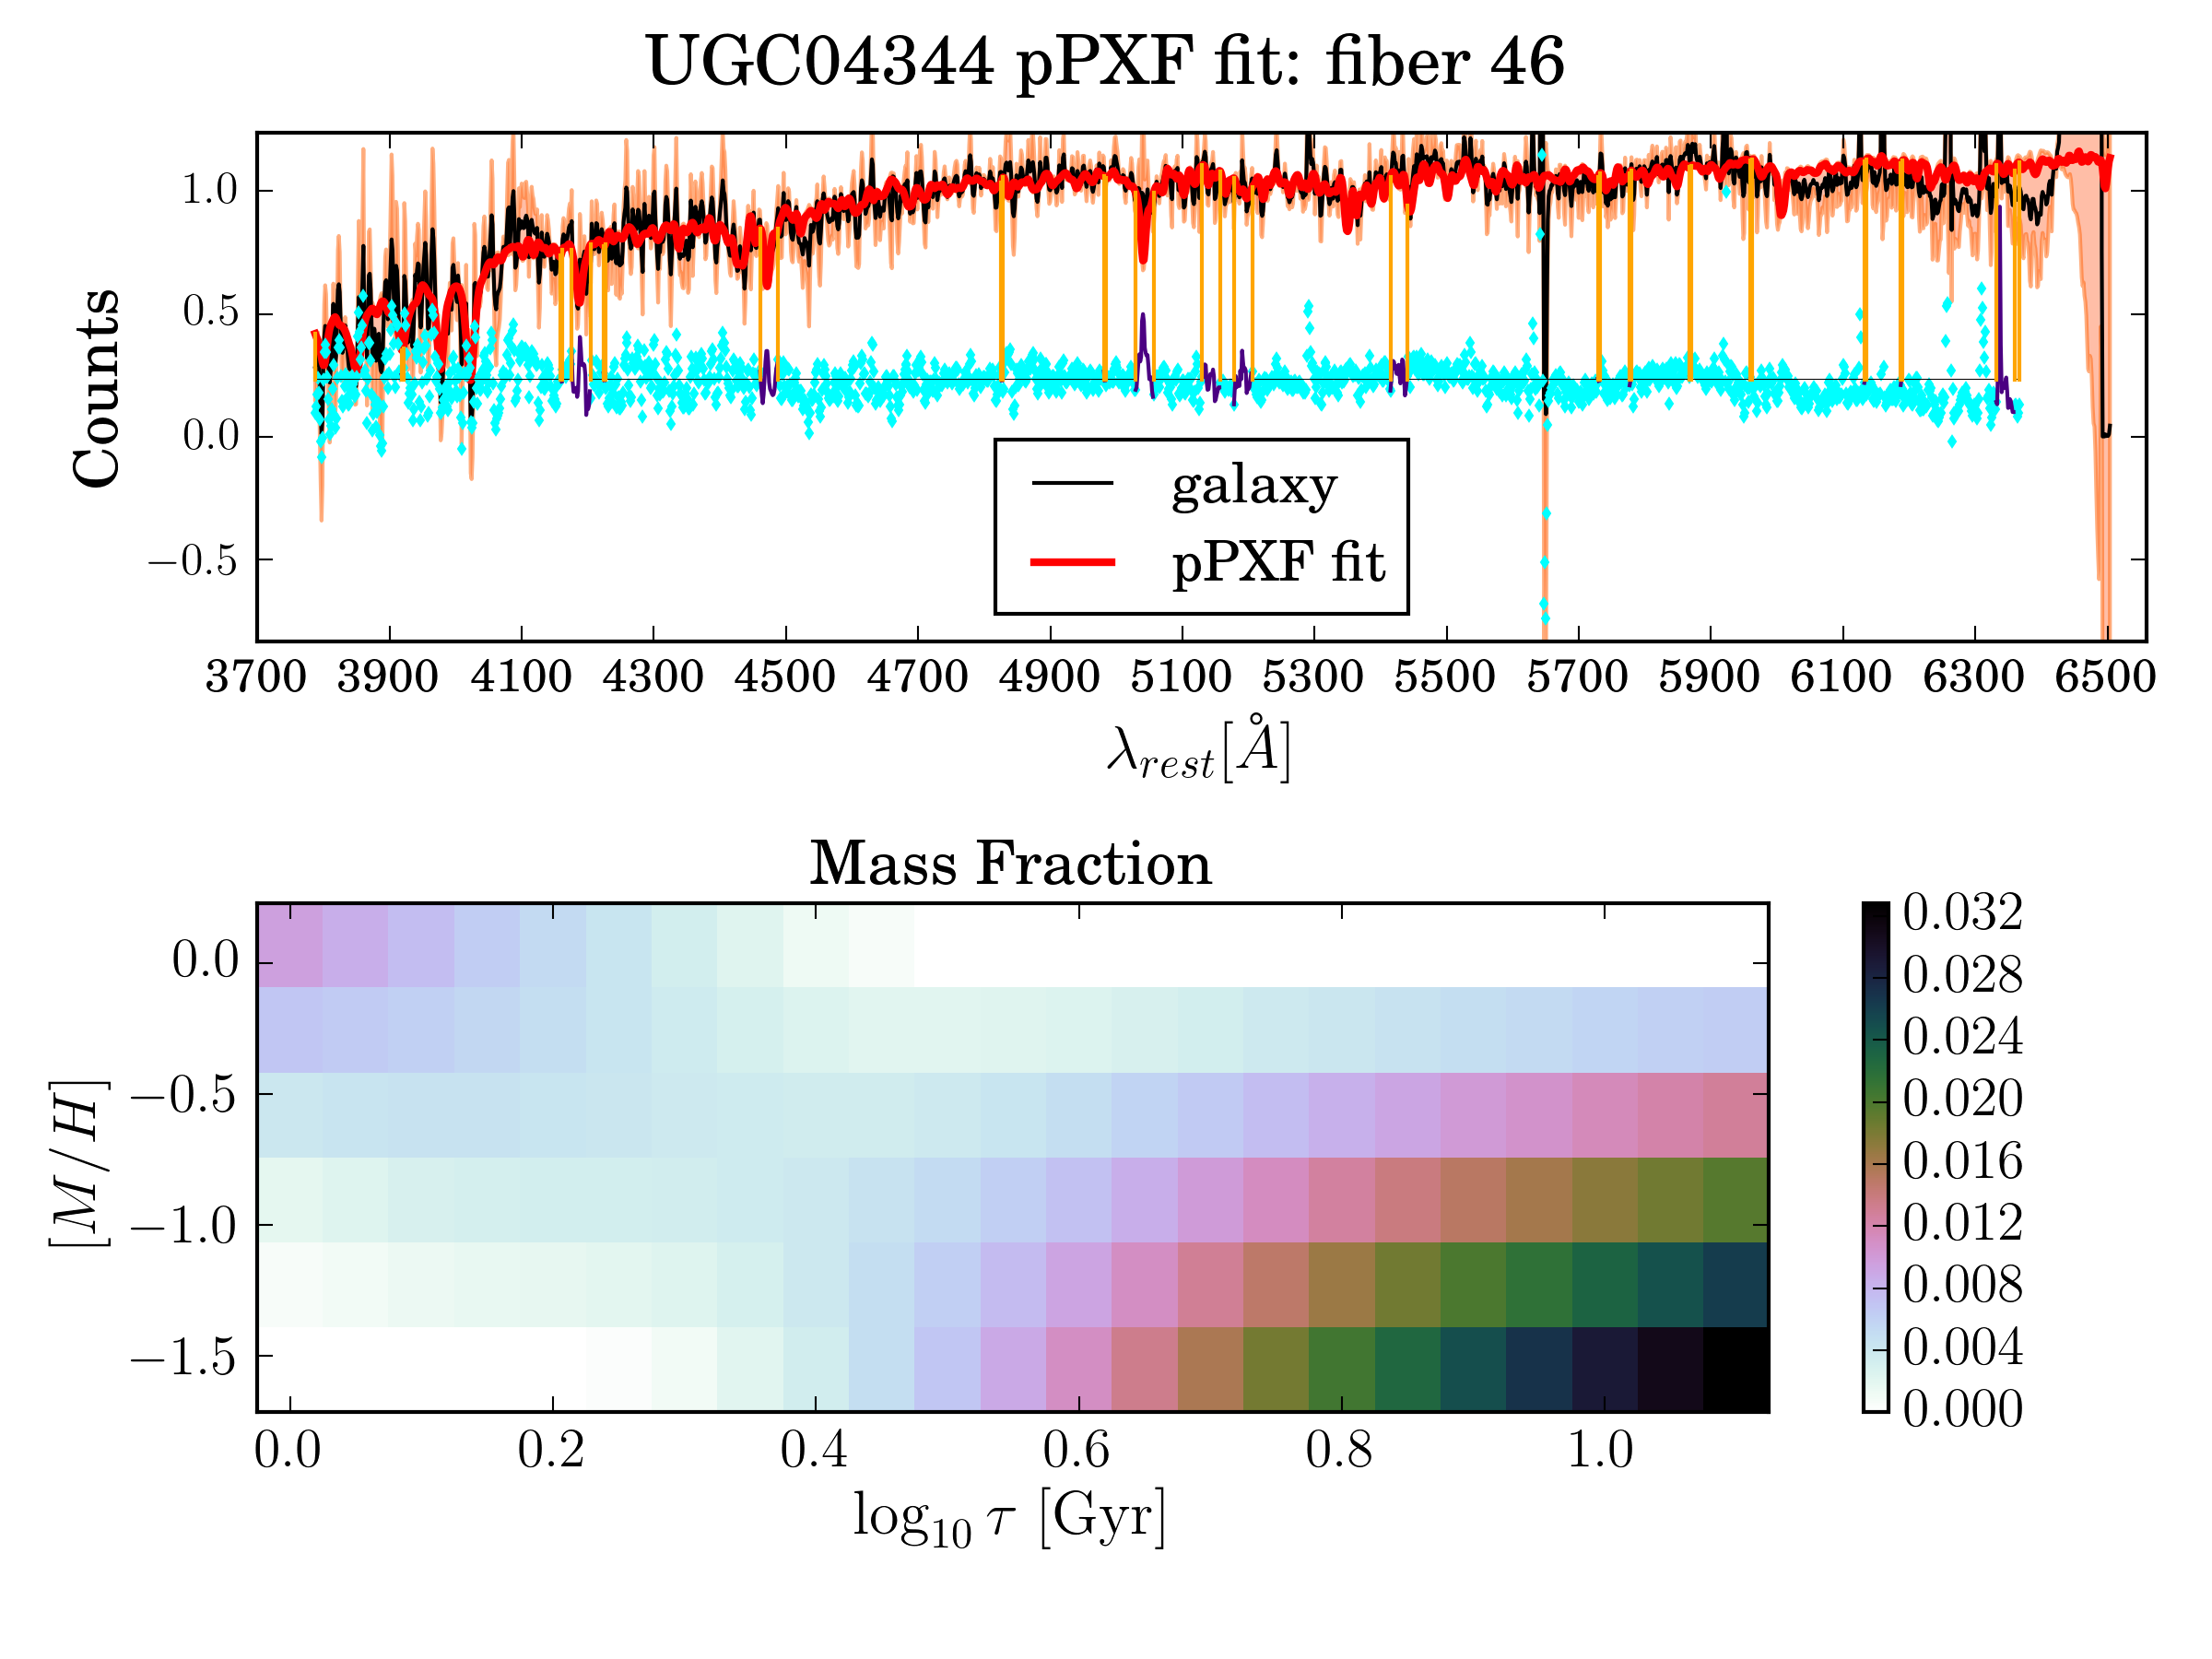 UGC04344 pPXF fit: fiber 46
1.0
0.5
0.0
−0.5
Counts
galaxy
pPXF fit
3700 3900 4100 4300 4500 4700 4900 5100 5300 5500 5700 5900 6100 6300 6500
λrest[Å]
Mass Fraction
0.0
−0.5
−1.0
−1.5
[M/H]
0.0 0.2 0.4 0.6 0.8 1.0
log10 τ [Gyr]
0.032
0.028
0.024
0.020
0.016
0.012
0.008
0.004
0.000